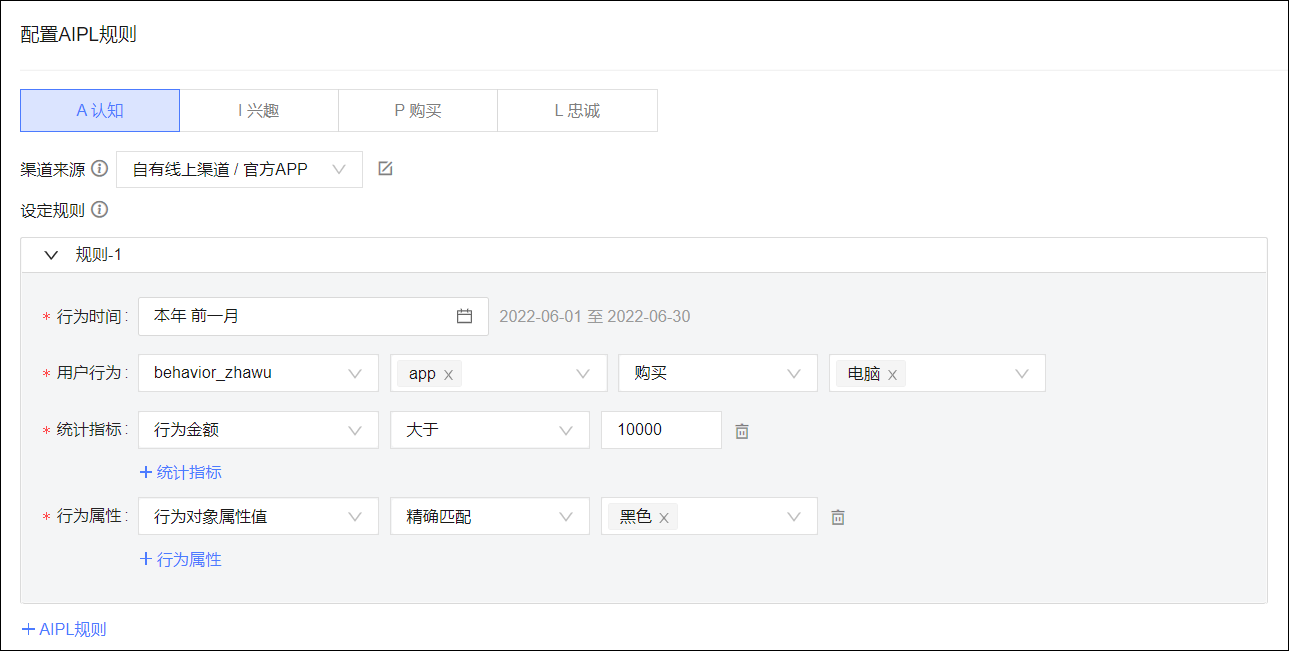 配置AIPL规则
A 认知 I 兴趣 P 购买 L 忠诚
渠道来源 自有线上渠道 / 官方APP
设定规则
规则-1
* 行为时间: 本年 前一月 2022-06-01 至 2022-06-30
* 用户行为: behavior_zhawu app x 购买 电脑 x
* 统计指标: 行为金额 大于 10000
+ 统计指标
* 行为属性: 行为对象属性值 精确匹配 黑色 x
+ 行为属性
+ AIPL规则